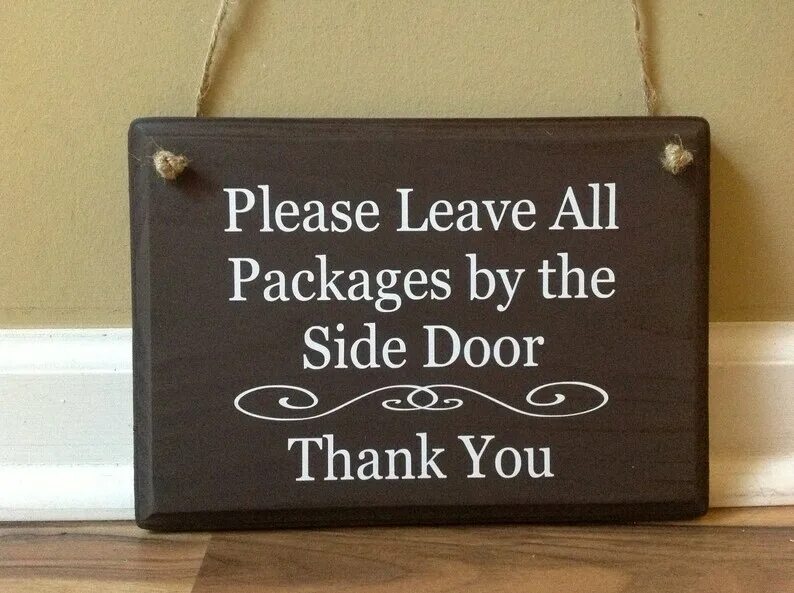 Please Leave All
Packages by the
Side Door
Thank You